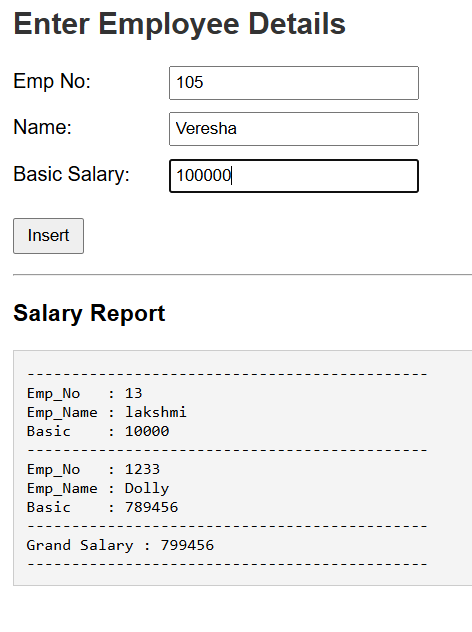 Enter Employee Details
Emp No: 105
Name: Veresha
Basic Salary: 100000
Insert
Salary Report
---------------------------------------------
Emp_No   : 13
Emp_Name : lakshmi
Basic    : 10000
---------------------------------------------
Emp_No   : 1233
Emp_Name : Dolly
Basic    : 789456
---------------------------------------------
Grand Salary : 799456
---------------------------------------------